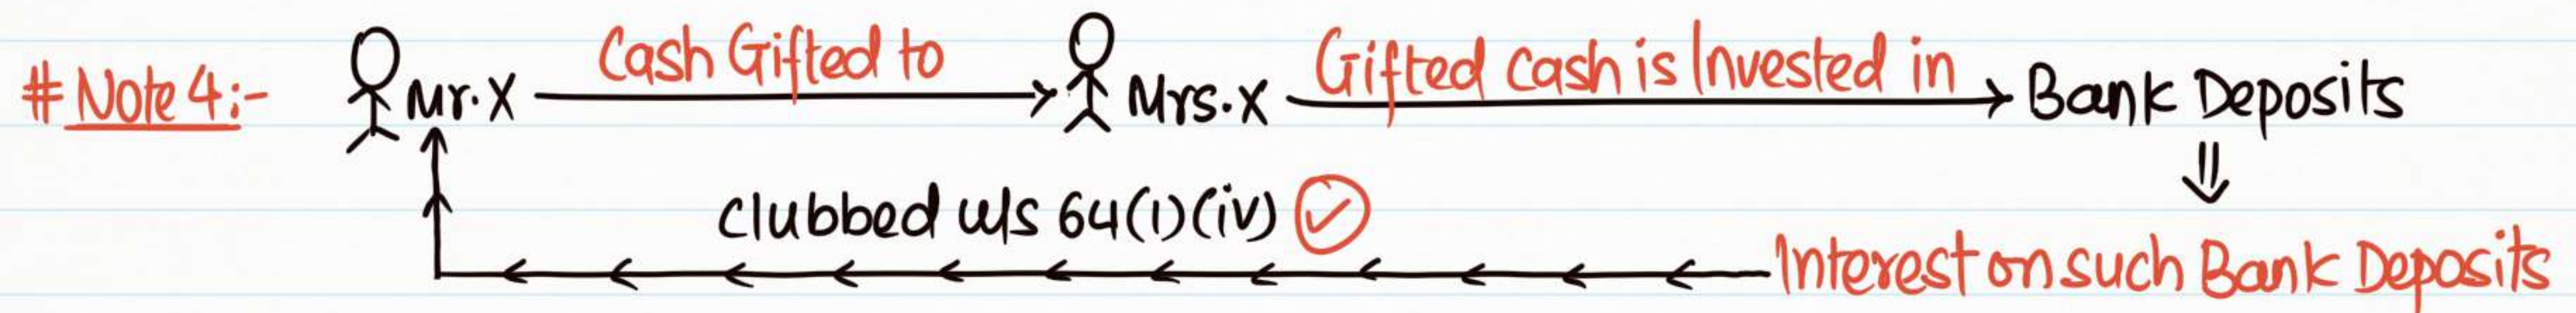 # Note 4:- Mr. X Cash Gifted to Mrs. X Gifted cash is Invested in Bank Deposits
clubbed u/s 64(1)(iv)
Interest on such Bank Deposits